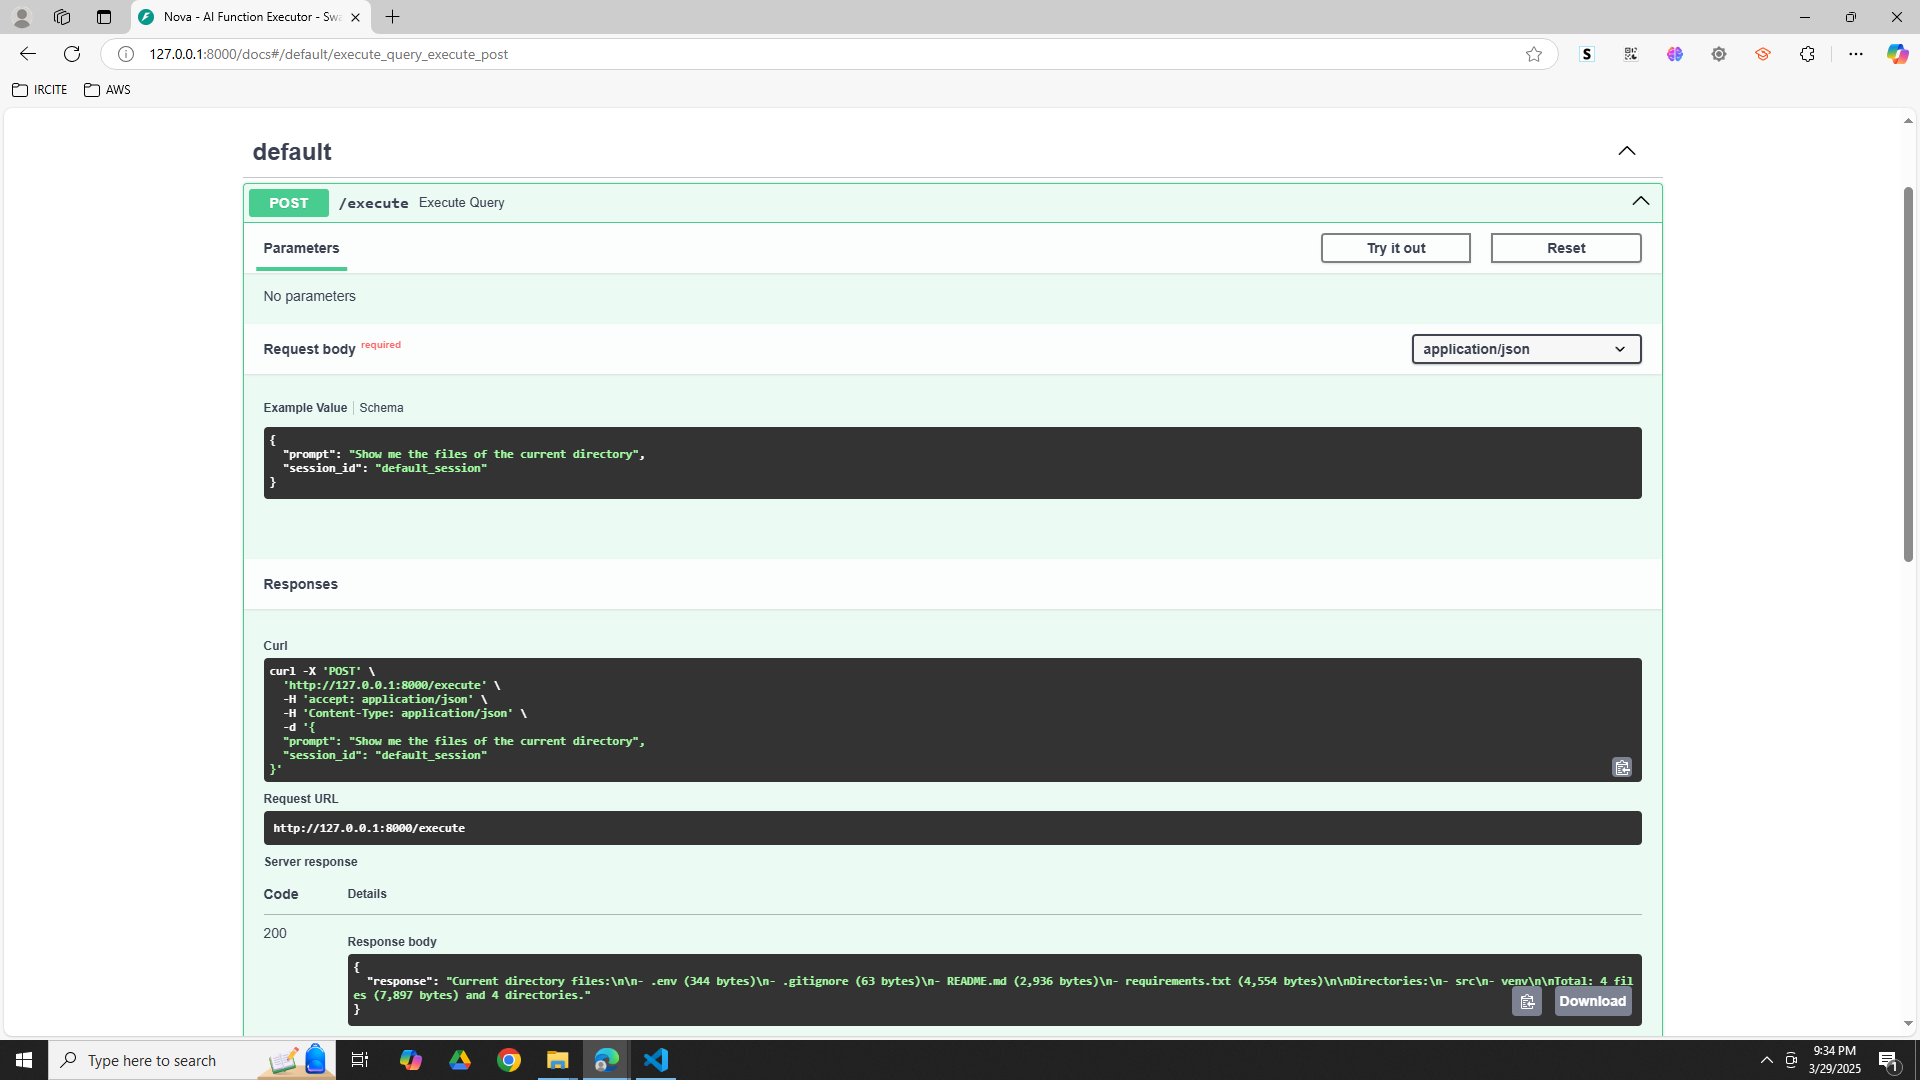 Nova - AI Function Executor - Swa
127.0.0.1:8000/docs#/default/execute_query_execute_post
IRCITE
AWS
default
POST /execute Execute Query
Parameters
Try it out
Reset
No parameters
Request body required
application/json
Example Value Schema
{
"prompt": "Show me the files of the current directory",
"session_id": "default_session"
}
Responses
Curl
curl -X 'POST' \
'http://127.0.0.1:8000/execute' \
-H 'accept: application/json' \
-H 'Content-Type: application/json' \
-d '{
"prompt": "Show me the files of the current directory",
"session_id": "default_session"
}'
Request URL
http://127.0.0.1:8000/execute
Server response
Code Details
200
Response body
{
"response": "Current directory files:\n\n- .env (344 bytes)\n- .gitignore (63 bytes)\n- README.md (2,936 bytes)\n- requirements.txt (4,554 bytes)\n\nDirectories:\n- src\n- venv\n\nTotal: 4 fil
es (7,897 bytes) and 4 directories."
}
Download
Type here to search
9:34 PM
3/29/2025
1